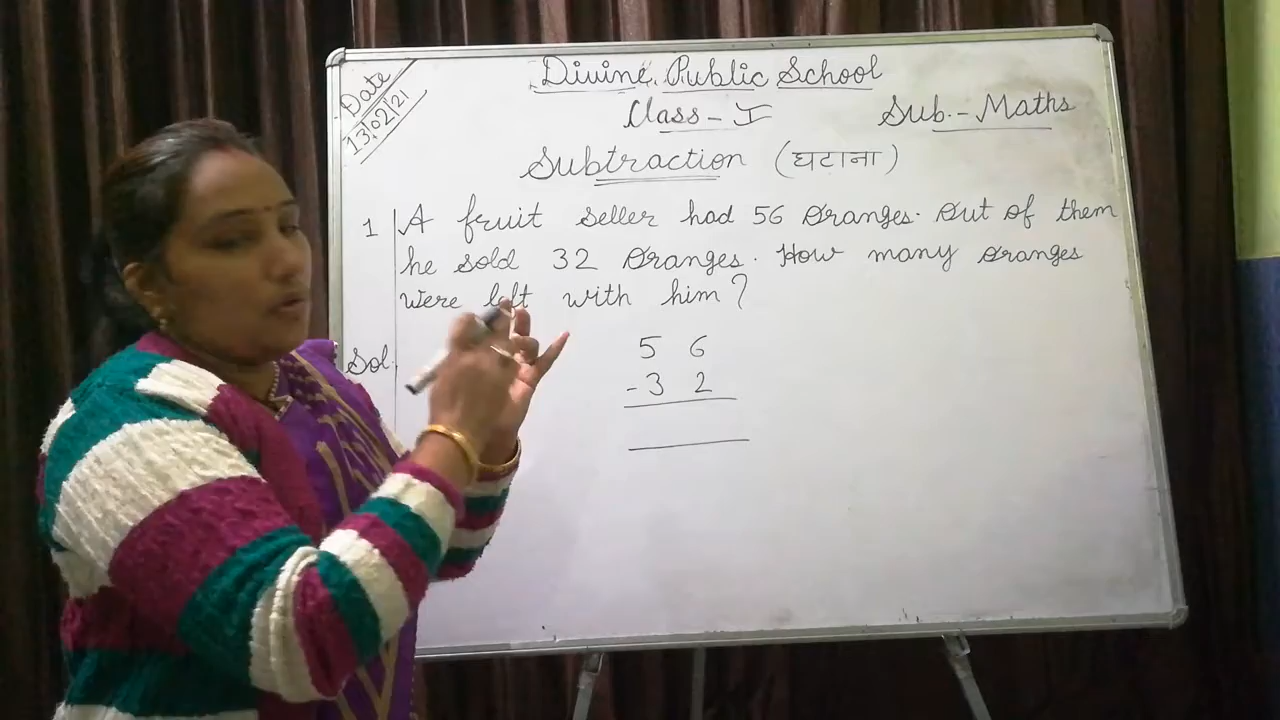 Date
13/02/21
Divine Public School
Class - I
Sub. - Maths
Subtraction (घटाना)
1 A fruit seller had 56 Oranges. Out of them
he sold 32 Oranges. How many oranges
were left with him ?
Sol.
5 6
- 3 2